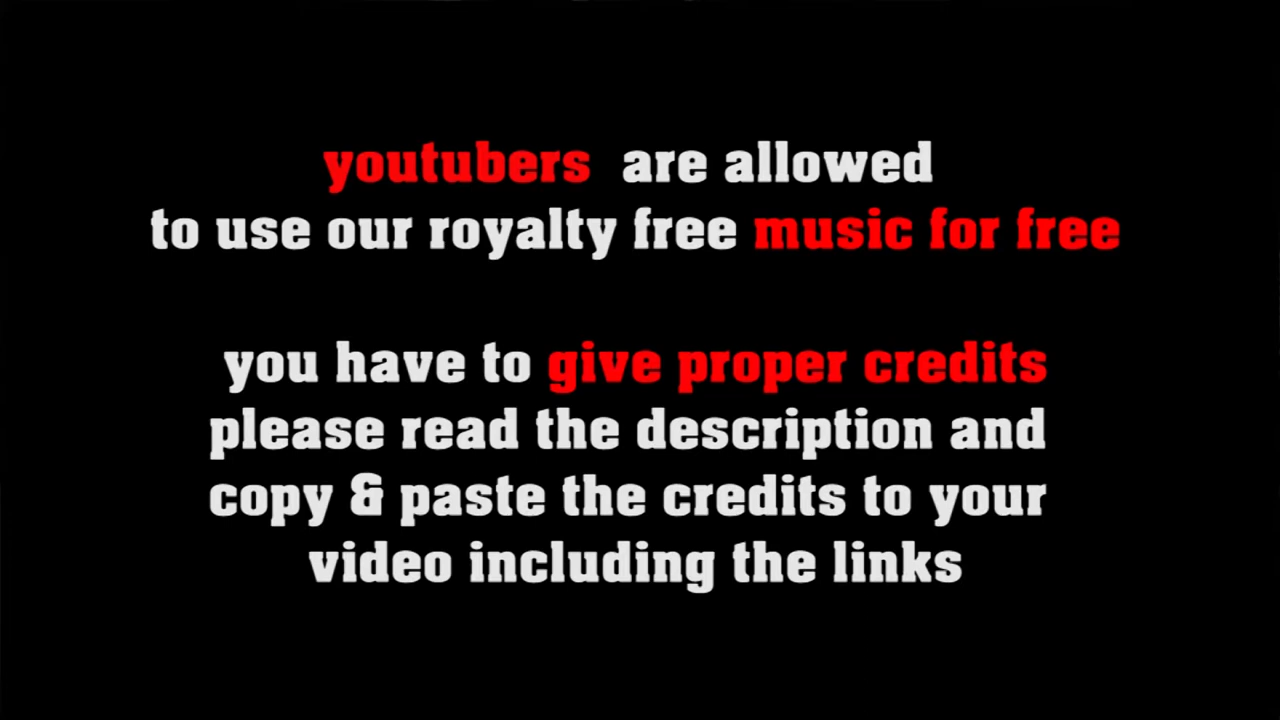 youtubers are allowed
to use our royalty free music for free
you have to give proper credits
please read the description and
copy & paste the credits to your
video including the links